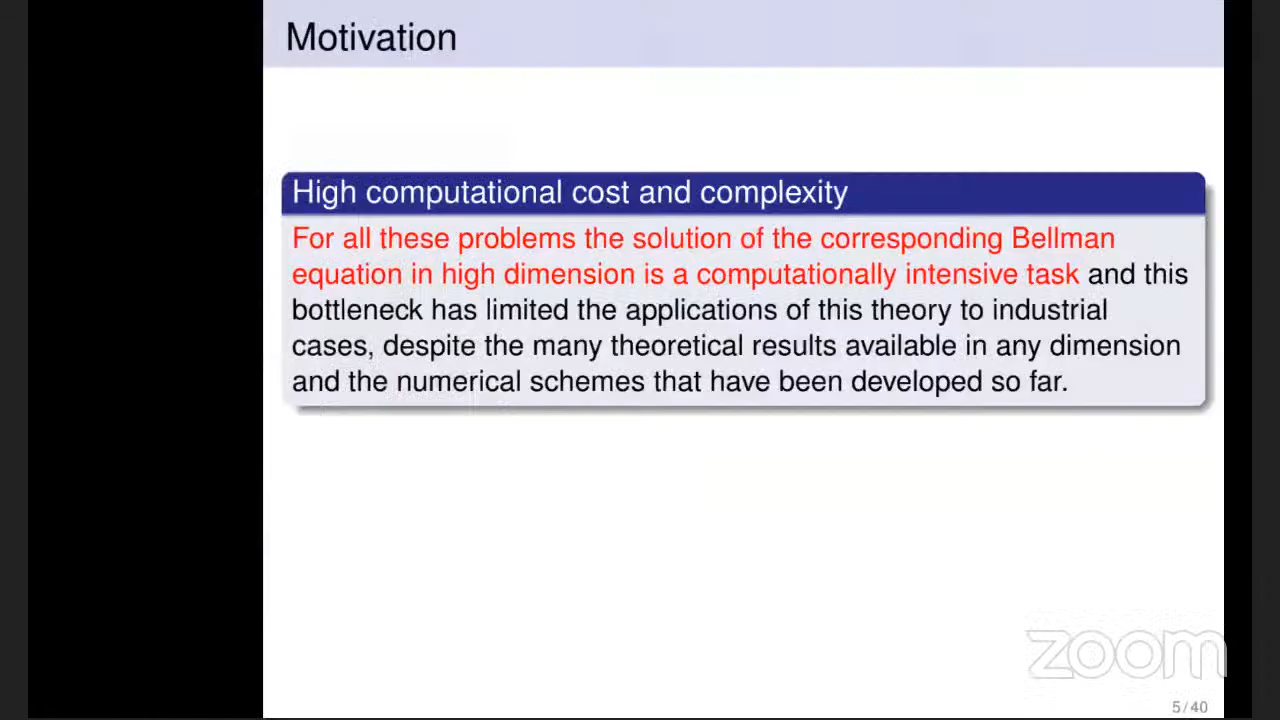 Motivation
High computational cost and complexity
For all these problems the solution of the corresponding Bellman
equation in high dimension is a computationally intensive task and this
bottleneck has limited the applications of this theory to industrial
cases, despite the many theoretical results available in any dimension
and the numerical schemes that have been developed so far.
zoom
5 / 40